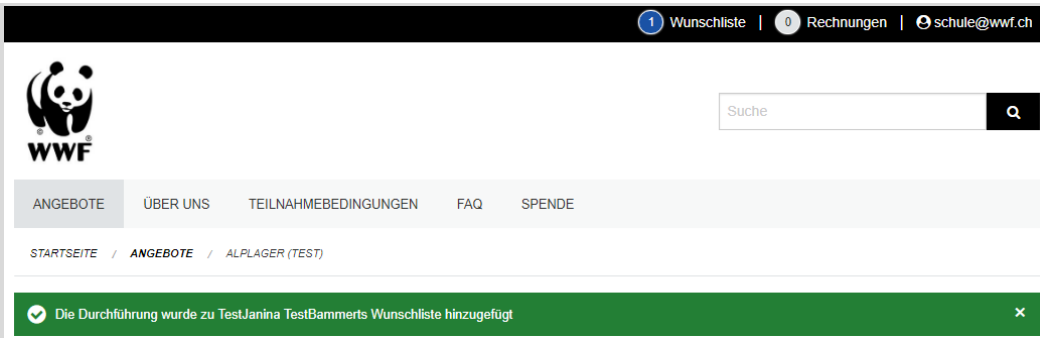 1 Wunschliste | 0 Rechnungen | schule@wwf.ch
Suche
WWF
ANGEBOTE ÜBER UNS TEILNAHMEBEDINGUNGEN FAQ SPENDE
STARTSEITE / ANGEBOTE / ALPLAGER (TEST)
Die Durchführung wurde zu TestJanina TestBammerts Wunschliste hinzugefügt ×